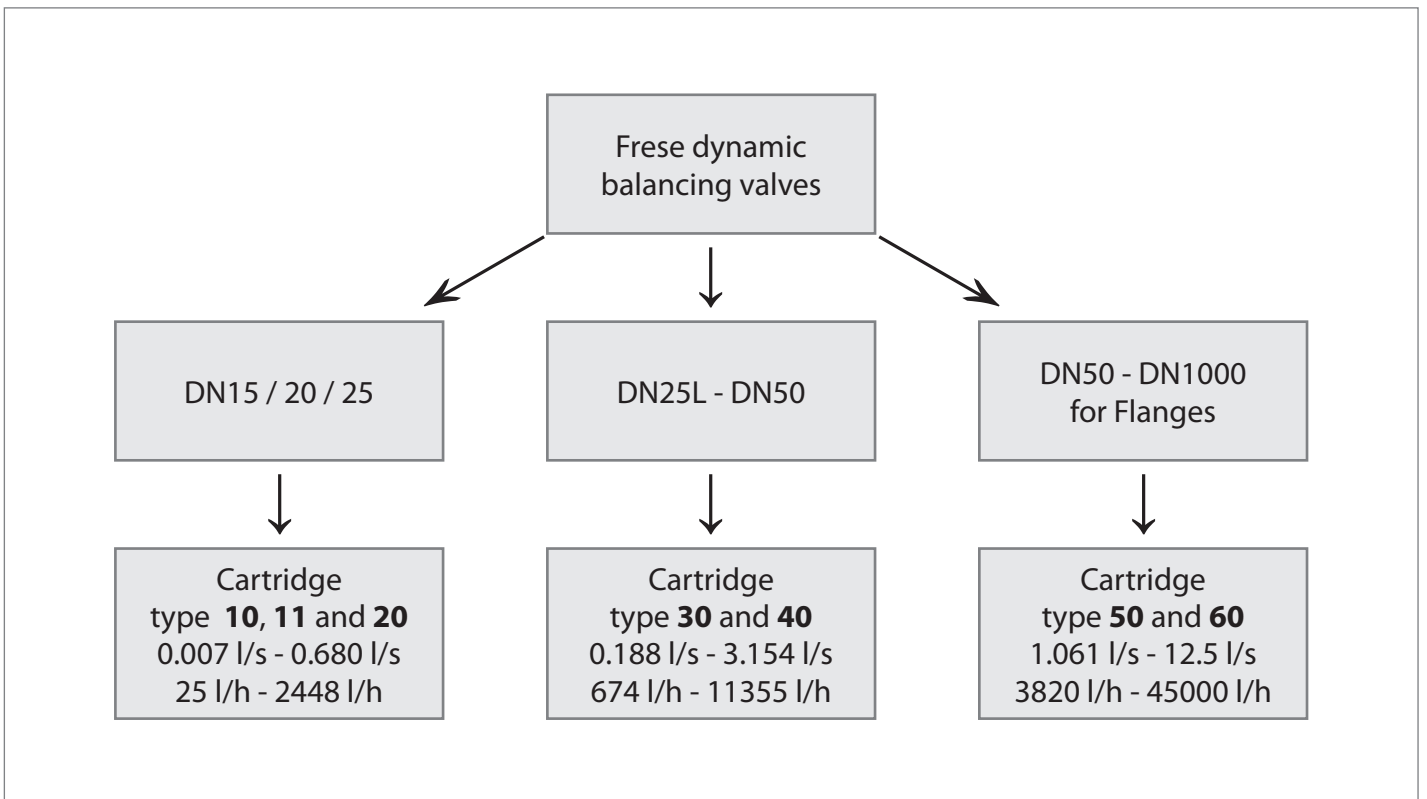 Frese dynamic
balancing valves
DN15 / 20 / 25
DN25L - DN50
DN50 - DN1000
for Flanges
Cartridge
type 10, 11 and 20
0.007 l/s - 0.680 l/s
25 l/h - 2448 l/h
Cartridge
type 30 and 40
0.188 l/s - 3.154 l/s
674 l/h - 11355 l/h
Cartridge
type 50 and 60
1.061 l/s - 12.5 l/s
3820 l/h - 45000 l/h